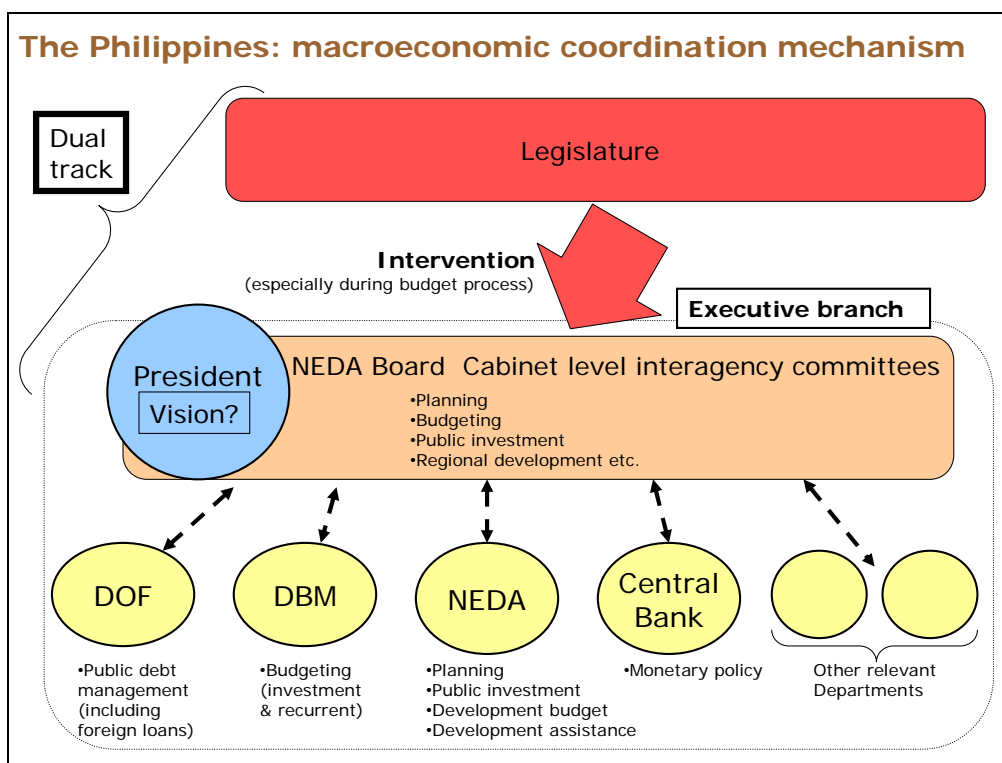 The Philippines: macroeconomic coordination mechanism
Dual
track
Legislature
Intervention
(especially during budget process)
Executive branch
President
Vision?
NEDA Board  Cabinet level interagency committees
•Planning
•Budgeting
•Public investment
•Regional development etc.
DOF
DBM
NEDA
Central
Bank
•Public debt
management
(including
foreign loans)
•Budgeting
(investment
& recurrent)
•Planning
•Public investment
•Development budget
•Development assistance
•Monetary policy
Other relevant
Departments